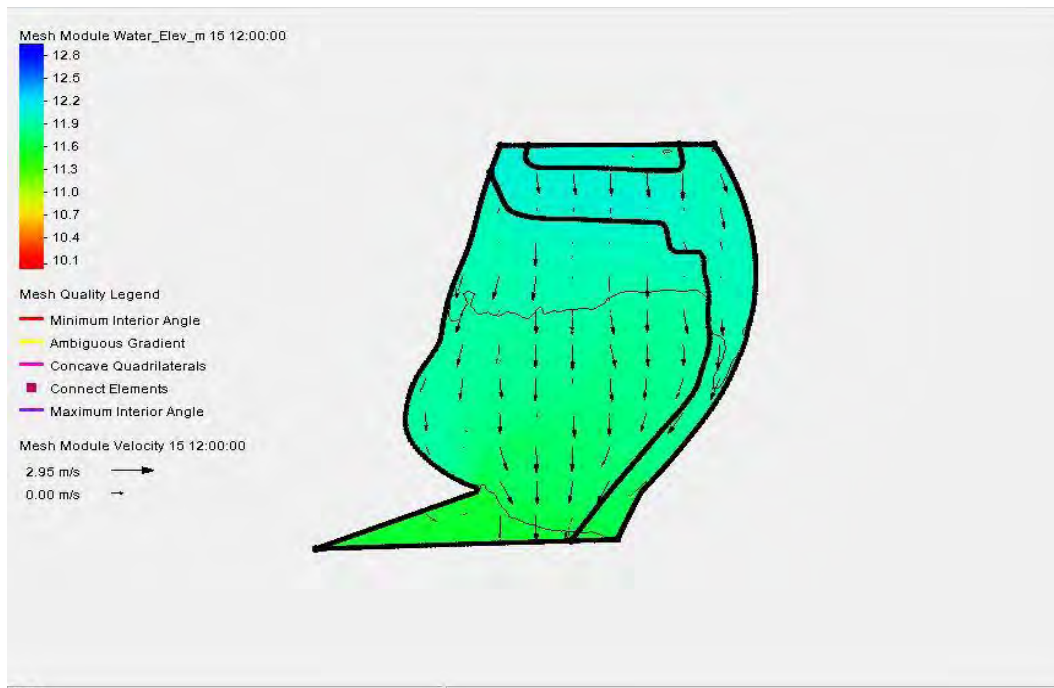 Mesh Module Water_Elev_m 15 12:00:00
12.8
12.5
12.2
11.9
11.6
11.3
11.0
10.7
10.4
10.1
Mesh Quality Legend
Minimum Interior Angle
Ambiguous Gradient
Concave Quadrilaterals
Connect Elements
Maximum Interior Angle
Mesh Module Velocity 15 12:00:00
2.95 m/s
0.00 m/s